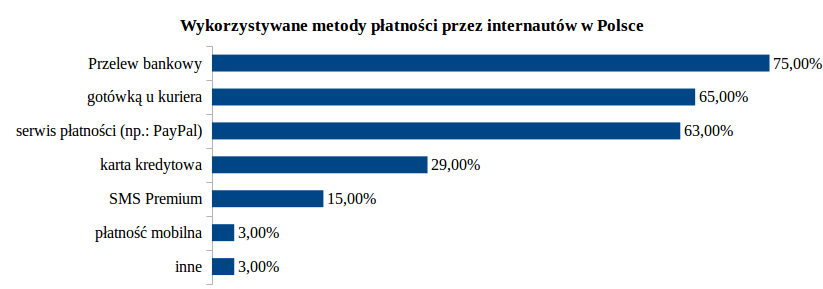 Wykorzystywane metody płatności przez internautów w Polsce
Przelew bankowy 75,00%
gotówką u kuriera 65,00%
serwis płatności (np.: PayPal) 63,00%
karta kredytowa 29,00%
SMS Premium 15,00%
płatność mobilna 3,00%
inne 3,00%